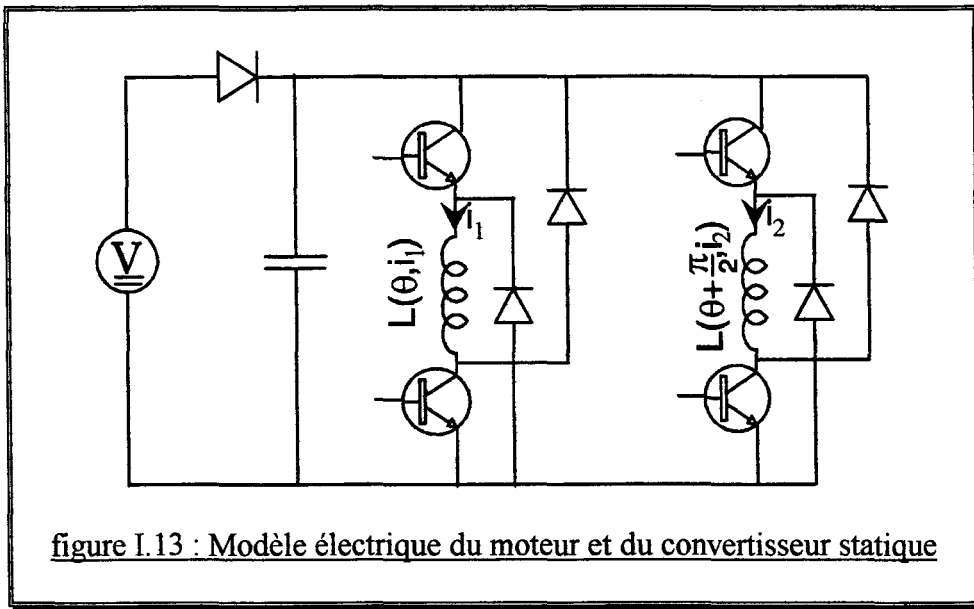 V
i₁
L(θ,i₁)
i₂
L(θ+π/2,i₂)
figure I.13 : Modèle électrique du moteur et du convertisseur statique